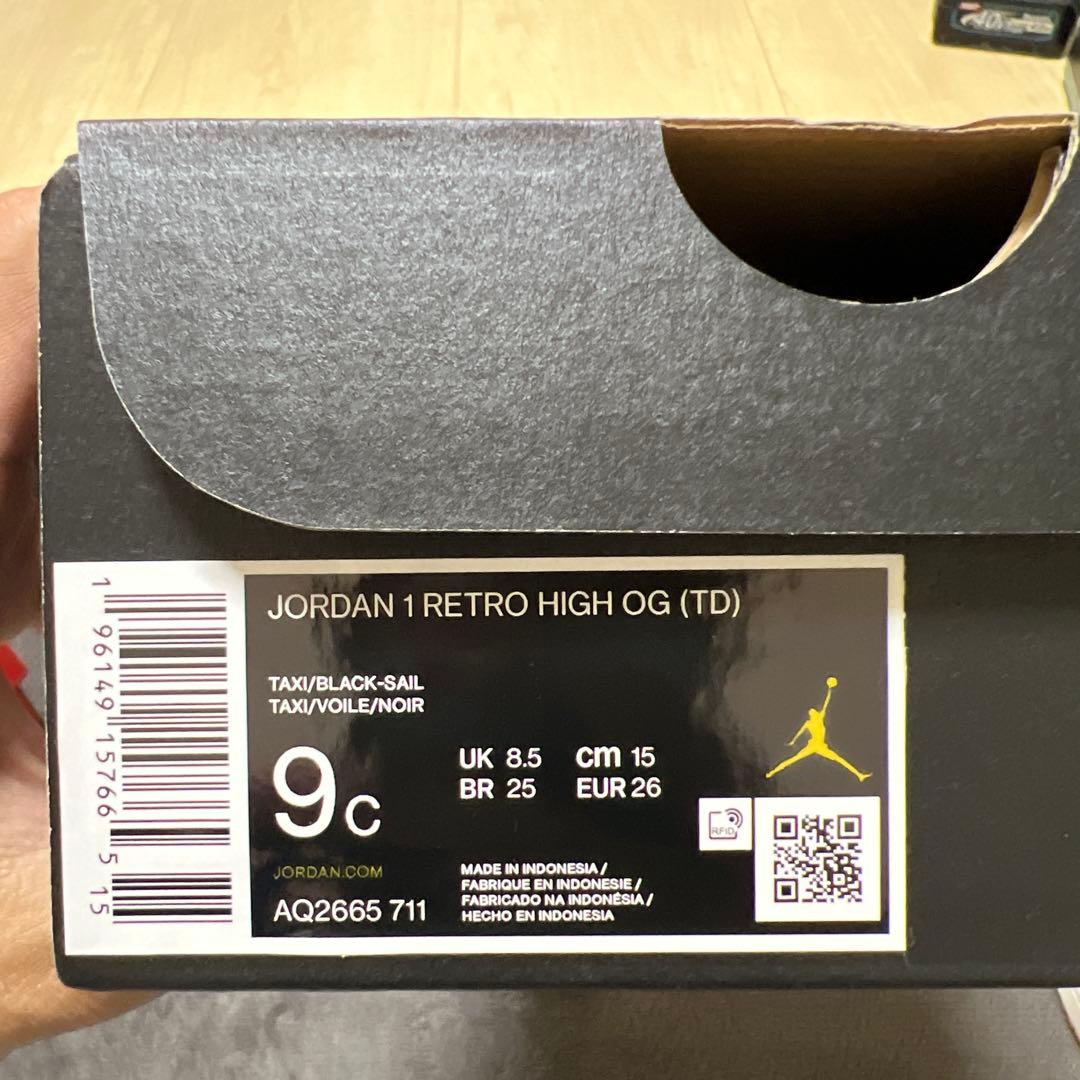 JORDAN 1 RETRO HIGH OG (TD)
TAXI/BLACK-SAIL
TAXI/VOILE/NOIR
9C
UK 8.5 cm 15
BR 25 EUR 26
RFID
JORDAN.COM
AQ2665 711
MADE IN INDONESIA /
FABRIQUE EN INDONESIE /
FABRICADO NA INDONÉSIA /
HECHO EN INDONESIA
1 96149 15766 5 15